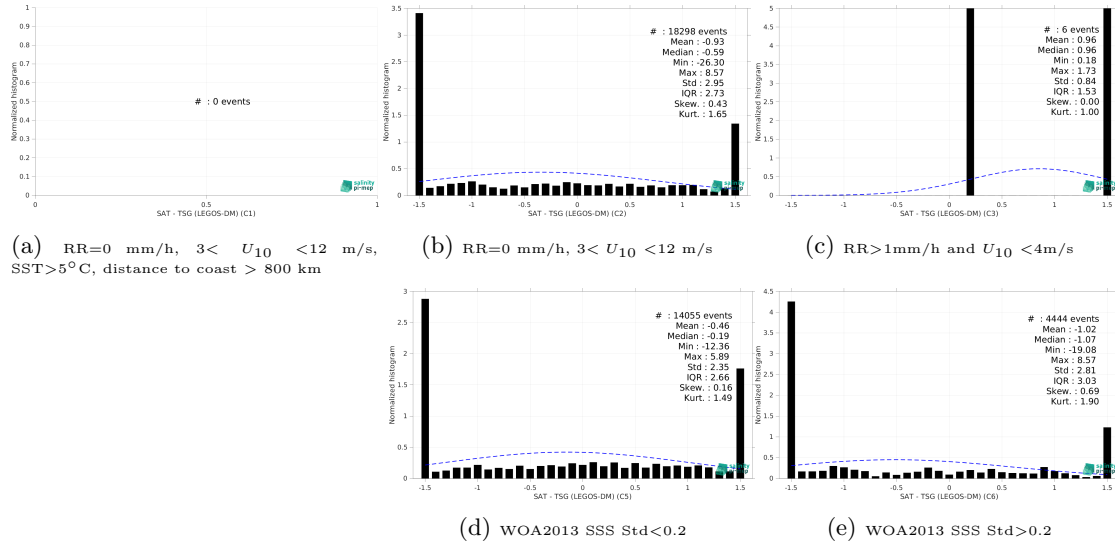 1
0.9
0.8
0.7
0.6
0.5
0.4
0.3
0.2
0.1
0
Normalized histogram
# : 0 events
0 0.5 1
SAT - TSG (LEGOS-DM) (C1)
salinity
pi-mep
(a) RR=0 mm/h, 3< U10 <12 m/s,
SST>5°C, distance to coast > 800 km
3.5
3
2.5
2
1.5
1
0.5
0
Normalized histogram
# : 18298 events
Mean : -0.93
Median : -0.59
Min : -26.30
Max : 8.57
Std : 2.95
IQR : 2.73
Skew. : 0.43
Kurt. : 1.65
-1.5 -1 -0.5 0 0.5 1 1.5
SAT - TSG (LEGOS-DM) (C2)
salinity
pi-mep
(b) RR=0 mm/h, 3< U10 <12 m/s
5
4.5
4
3.5
3
2.5
2
1.5
1
0.5
0
Normalized histogram
# : 6 events
Mean : 0.96
Median : 0.96
Min : 0.18
Max : 1.73
Std : 0.84
IQR : 1.53
Skew. : 0.00
Kurt. : 1.00
-1.5 -1 -0.5 0 0.5 1 1.5
SAT - TSG (LEGOS-DM) (C3)
salinity
pi-mep
(c) RR>1mm/h and U10 <4m/s
3
2.5
2
1.5
1
0.5
0
Normalized histogram
# : 14055 events
Mean : -0.46
Median : -0.19
Min : -12.36
Max : 5.89
Std : 2.35
IQR : 2.66
Skew. : 0.16
Kurt. : 1.49
-1.5 -1 -0.5 0 0.5 1 1.5
SAT - TSG (LEGOS-DM) (C5)
salinity
pi-mep
(d) WOA2013 SSS Std<0.2
4.5
4
3.5
3
2.5
2
1.5
1
0.5
0
Normalized histogram
# : 4444 events
Mean : -1.02
Median : -1.07
Min : -19.08
Max : 8.57
Std : 2.81
IQR : 3.03
Skew. : 0.69
Kurt. : 1.90
-1.5 -1 -0.5 0 0.5 1 1.5
SAT - TSG (LEGOS-DM) (C6)
salinity
pi-mep
(e) WOA2013 SSS Std>0.2